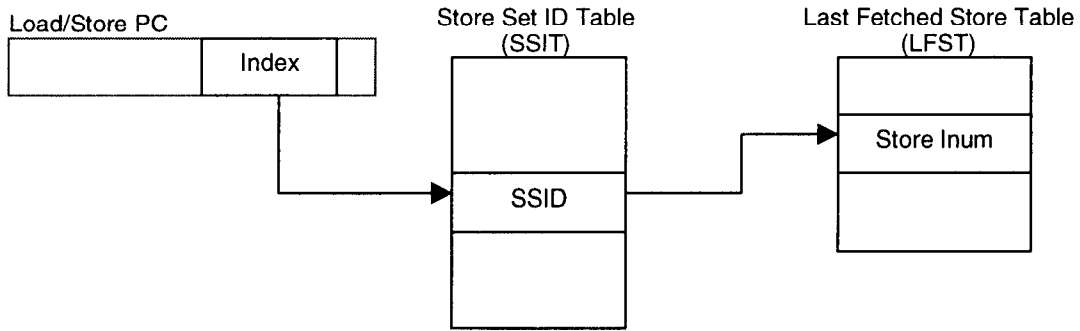 Load/Store PC
Index
Store Set ID Table
(SSIT)
SSID
Last Fetched Store Table
(LFST)
Store Inum